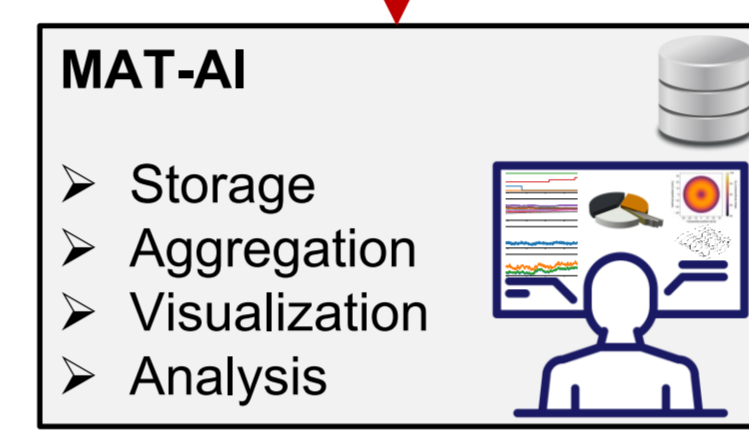 MAT-AI
➢ Storage
➢ Aggregation
➢ Visualization
➢ Analysis